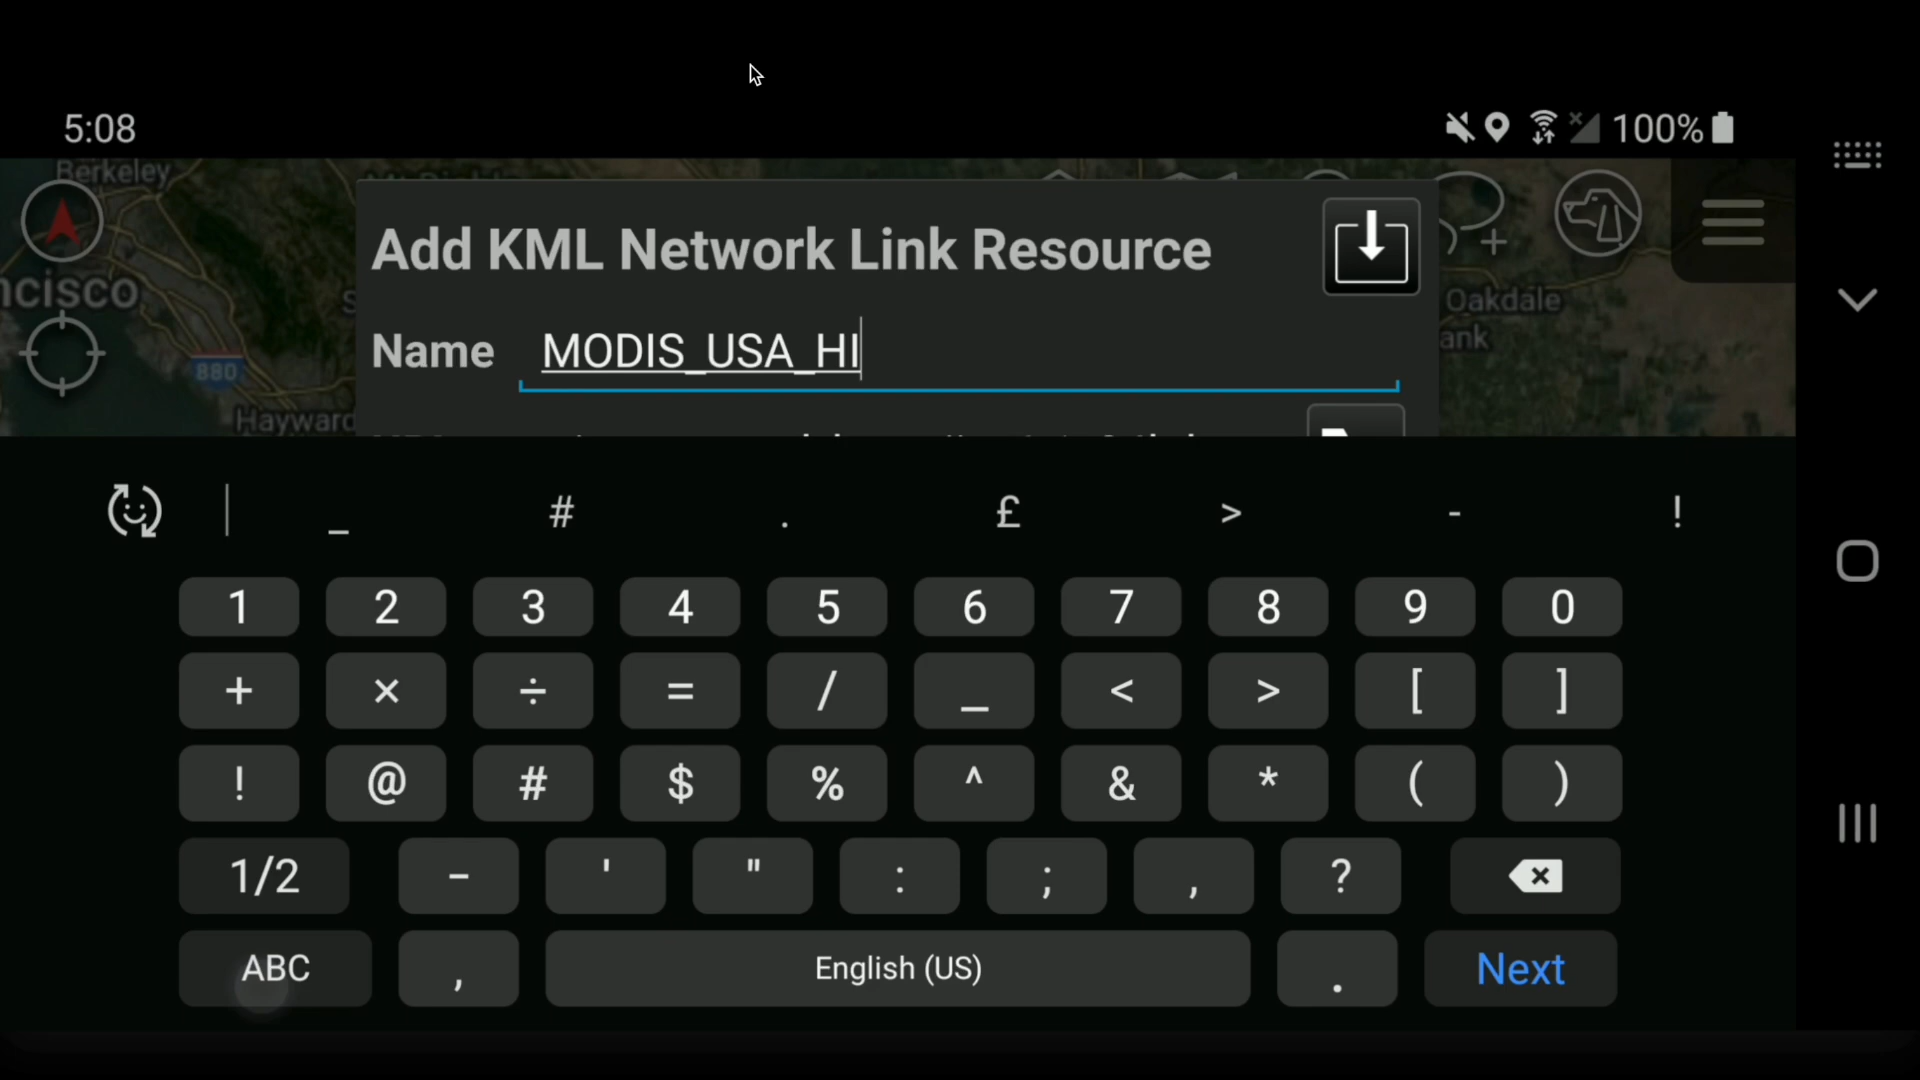 5:08
100%
Berkeley
Add KML Network Link Resource
ncisco
Oakdale
Name MODIS_USA_HI
ank
880
Hayward
_ # . £ > - !
1 2 3 4 5 6 7 8 9 0
+ × ÷ = / _ < > [ ]
! @ # $ % ^ & * ( )
1/2 - ' " : ; , ?
ABC , English (US) . Next